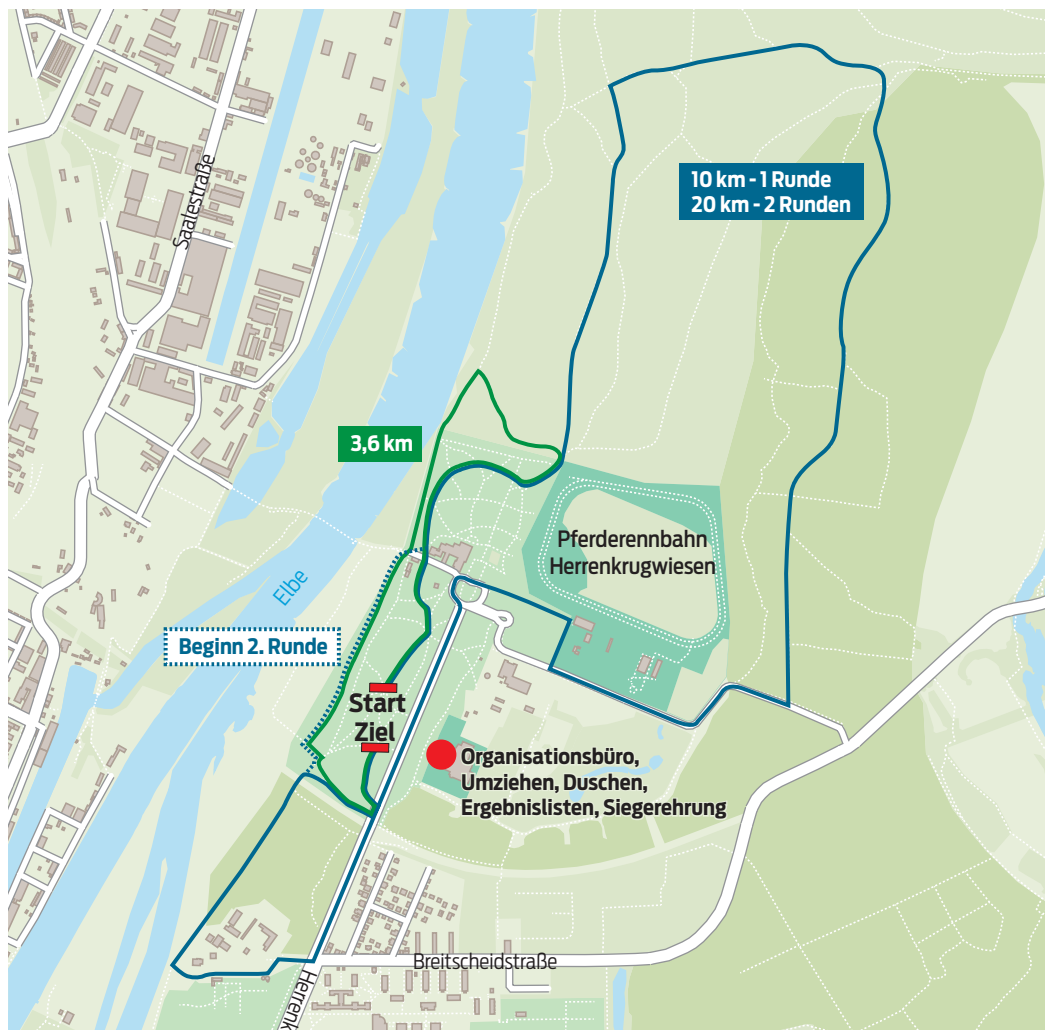 Saalestraße
10 km - 1 Runde
20 km - 2 Runden
3,6 km
Pferderennbahn
Herrenkrugwiesen
Elbe
Beginn 2. Runde
Start
Ziel
Organisationsbüro,
Umziehen, Duschen,
Ergebnislisten, Siegerehrung
Breitscheidstraße
Herrenk